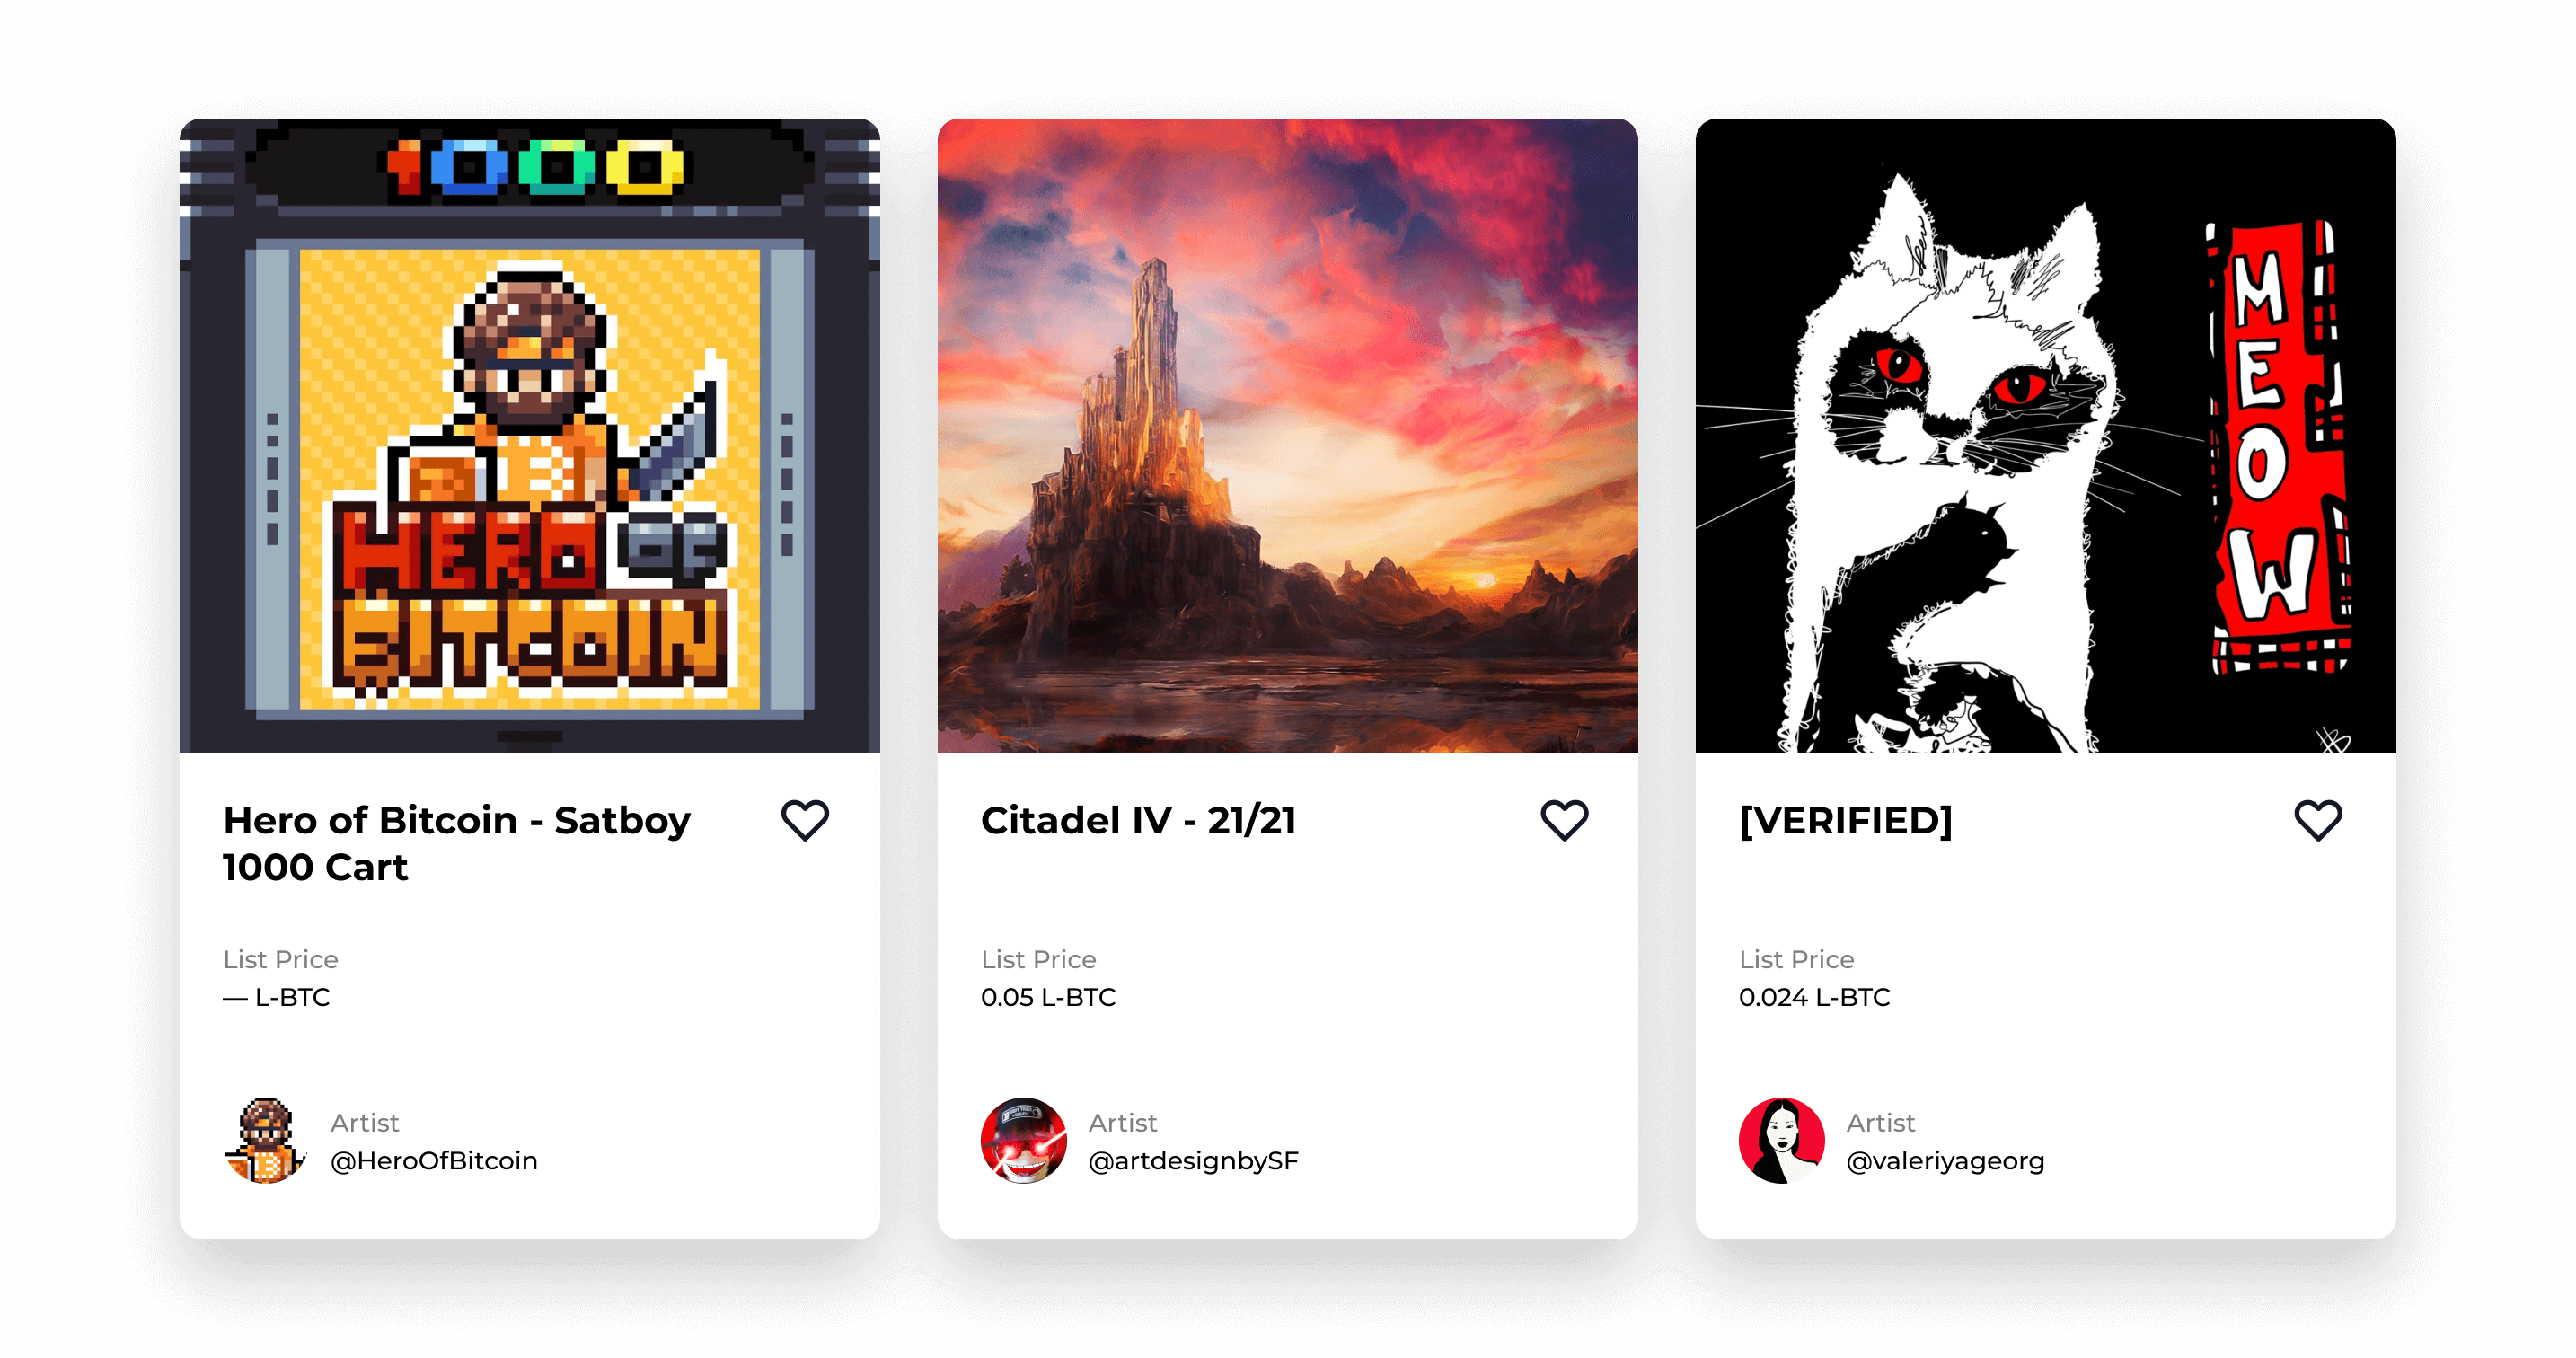 1000
HERO OF
BITCOIN
Hero of Bitcoin - Satboy
1000 Cart
List Price
— L-BTC
Artist
@HeroOfBitcoin
Citadel IV - 21/21
List Price
0.05 L-BTC
Artist
@artdesignbySF
MEOW
[VERIFIED]
List Price
0.024 L-BTC
Artist
@valeriyageorg